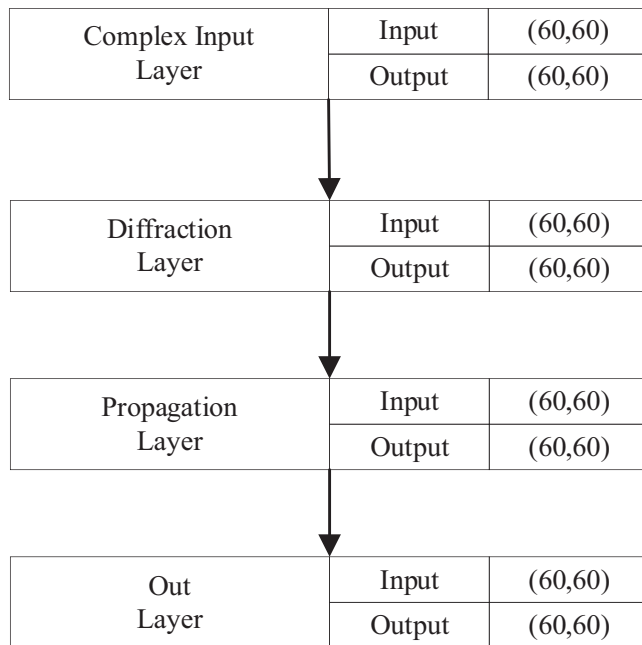 Complex Input
Layer
Input (60,60)
Output (60,60)
Diffraction
Layer
Input (60,60)
Output (60,60)
Propagation
Layer
Input (60,60)
Output (60,60)
Out
Layer
Input (60,60)
Output (60,60)